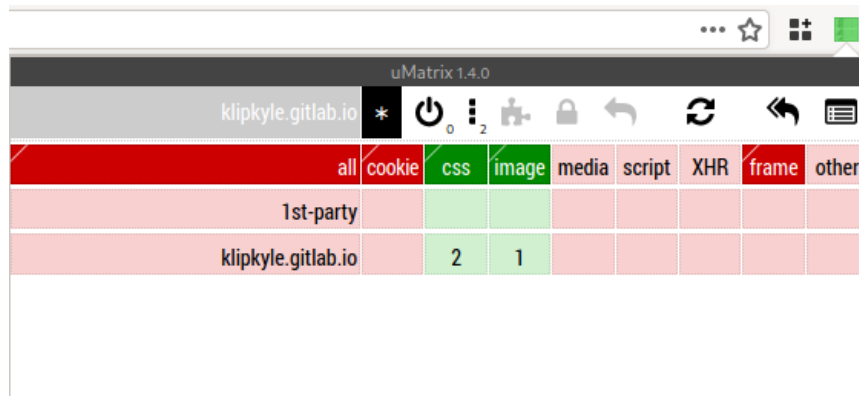 uMatrix 1.4.0
klipkyle.gitlab.io * 0 2
all cookie css image media script XHR frame other
1st-party
klipkyle.gitlab.io 2 1